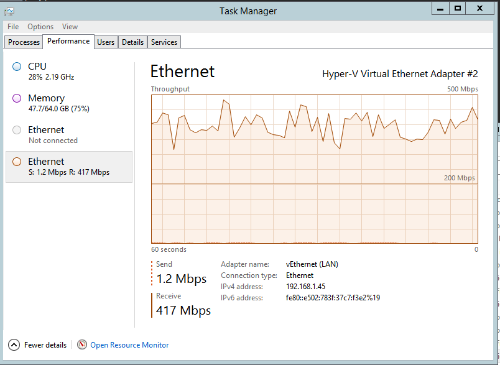 Task Manager
File Options View
Processes Performance Users Details Services
CPU
28% 2.19 GHz
Memory
47.7/64.0 GB (75%)
Ethernet
Not connected
Ethernet
S: 1.2 Mbps R: 417 Mbps
Ethernet Hyper-V Virtual Ethernet Adapter #2
Throughput 500 Mbps
200 Mbps
60 seconds 0
Send
1.2 Mbps
Receive
417 Mbps
Adapter name: vEthernet (LAN)
Connection type: Ethernet
IPv4 address: 192.168.1.45
IPv6 address: fe80::e502:783f:37c7:f3e2%19
Fewer details Open Resource Monitor